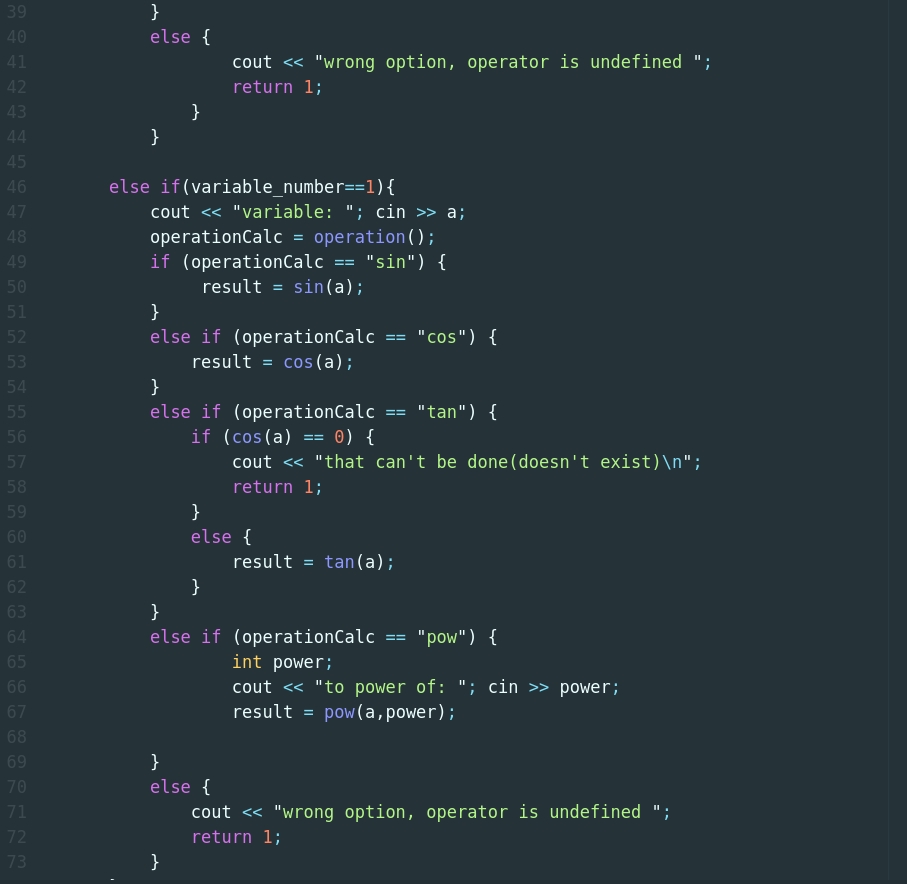 39 }
40 else {
41 cout << "wrong option, operator is undefined ";
42 return 1;
43 }
44 }
45
46 else if(variable_number==1){
47 cout << "variable: "; cin >> a;
48 operationCalc = operation();
49 if (operationCalc == "sin") {
50 result = sin(a);
51 }
52 else if (operationCalc == "cos") {
53 result = cos(a);
54 }
55 else if (operationCalc == "tan") {
56 if (cos(a) == 0) {
57 cout << "that can't be done(doesn't exist)\n";
58 return 1;
59 }
60 else {
61 result = tan(a);
62 }
63 }
64 else if (operationCalc == "pow") {
65 int power;
66 cout << "to power of: "; cin >> power;
67 result = pow(a,power);
68
69 }
70 else {
71 cout << "wrong option, operator is undefined ";
72 return 1;
73 }